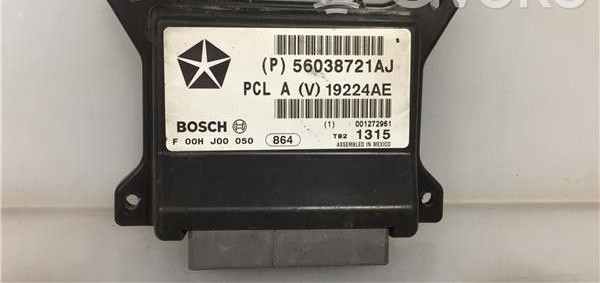 (P) 56038721AJ
PCL A (V) 19224AE
(1) 001272961
BOSCH
TB2 1315
F 00H J00 050 864
ASSEMBLED IN MEXICO